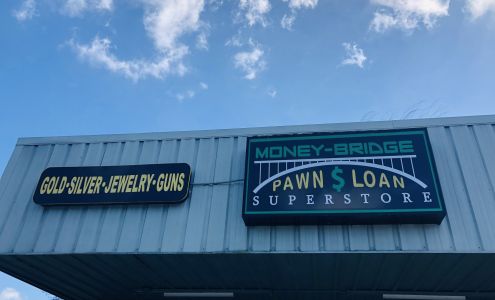 GOLD·SILVER·JEWELRY·GUNS
MONEY-BRIDGE
PAWN $ LOAN
SUPERSTORE